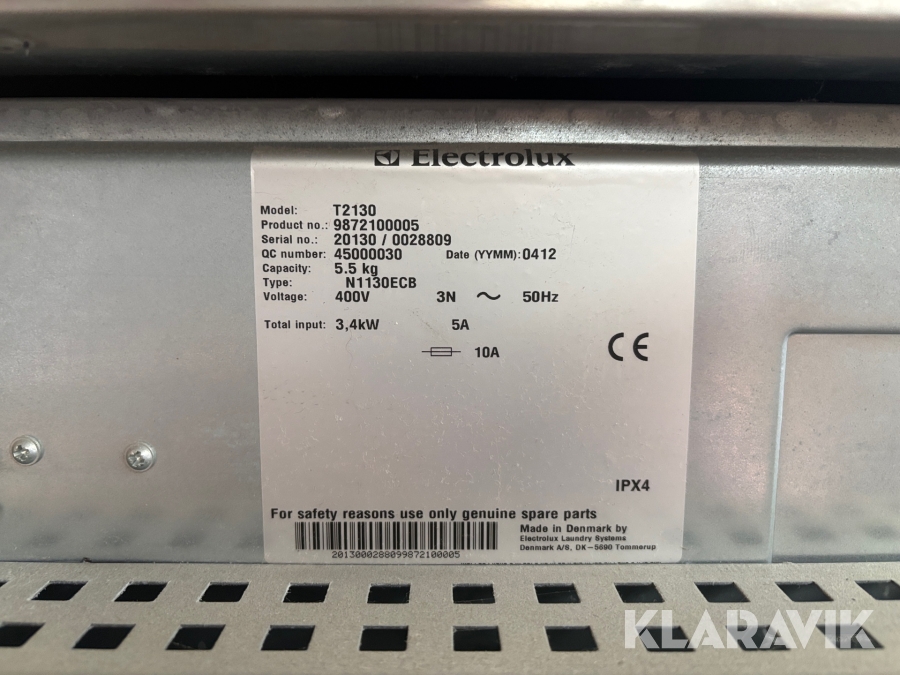 Electrolux
Model: T2130
Product no.: 9872100005
Serial no.: 20130 / 0028809
QC number: 45000030 Date (YYMM): 0412
Capacity: 5.5 kg
Type: N1130ECB
Voltage: 400V 3N ~ 50Hz
Total input: 3,4kW 5A
10A
CE
IPX4
For safety reasons use only genuine spare parts
Made in Denmark by
Electrolux Laundry Systems
Denmark A/S, DK-5690 Tommerup
2013000288099872100005
KLARAVIK